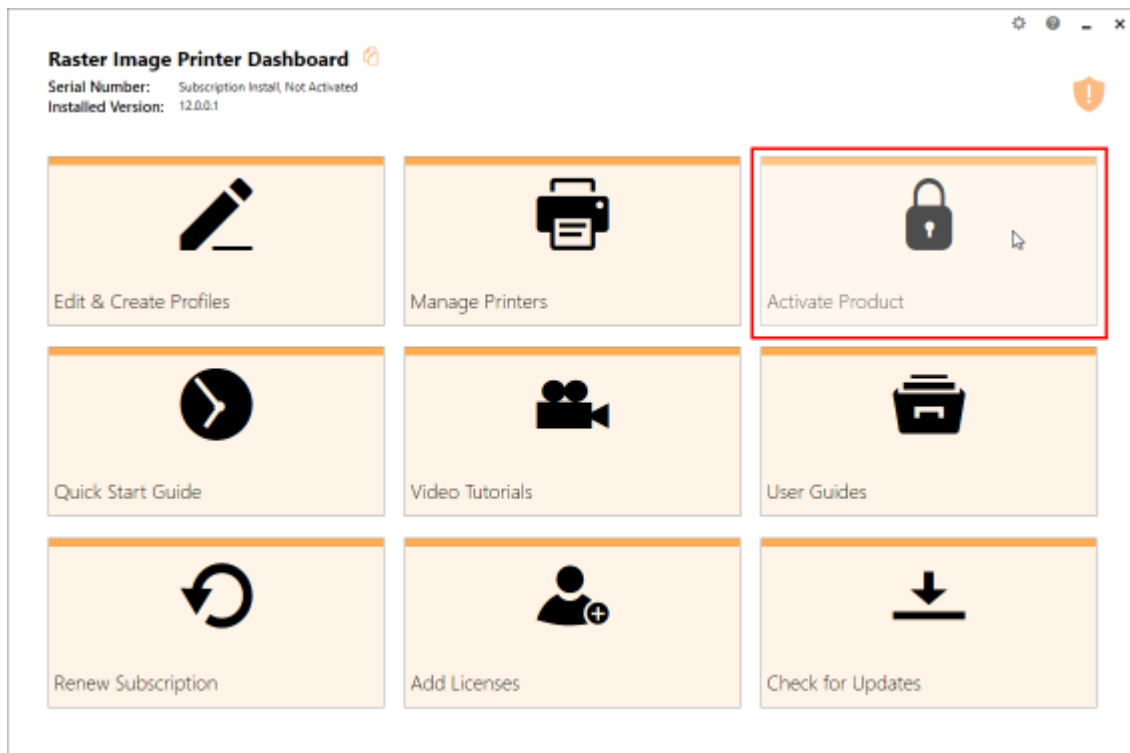 Raster Image Printer Dashboard
Serial Number: Subscription Install, Not Activated
Installed Version: 12.0.0.1
Edit & Create Profiles
Manage Printers
Activate Product
Quick Start Guide
Video Tutorials
User Guides
Renew Subscription
Add Licenses
Check for Updates